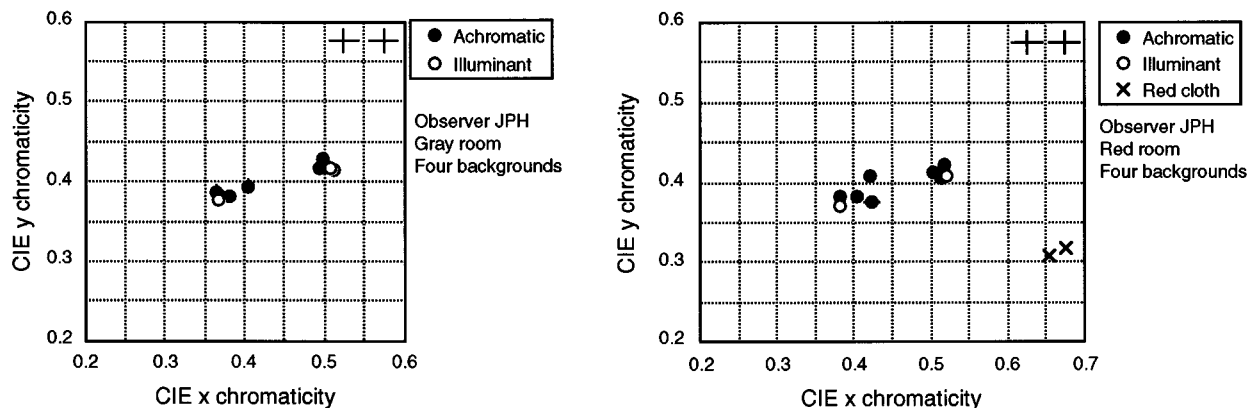 0.6
0.5
0.4
0.3
0.2
0.2 0.3 0.4 0.5 0.6
CIE y chromaticity
CIE x chromaticity
Achromatic
Illuminant
Observer JPH
Gray room
Four backgrounds
0.6
0.5
0.4
0.3
0.2
0.2 0.3 0.4 0.5 0.6 0.7
CIE y chromaticity
CIE x chromaticity
Achromatic
Illuminant
Red cloth
Observer JPH
Red room
Four backgrounds